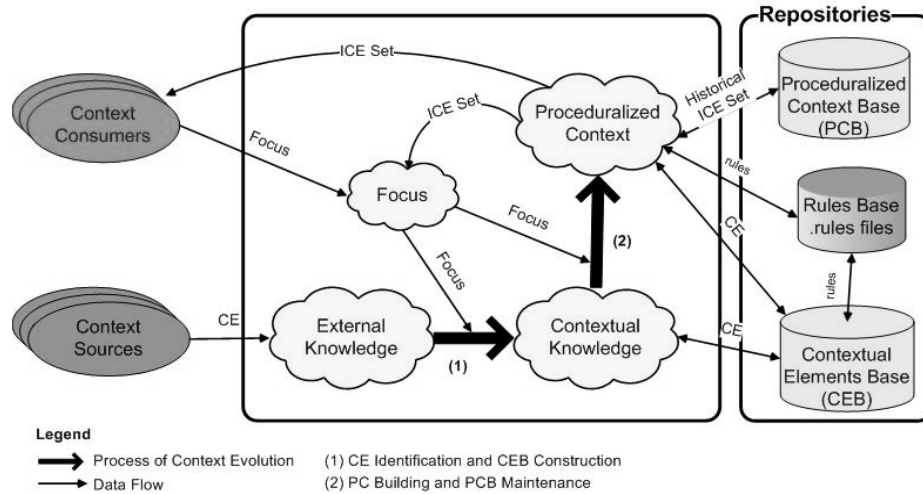 Repositories
ICE Set
Context
Consumers
Focus
ICE Set
Proceduralized
Context
Historical
ICE Set
Proceduralized
Context Base
(PCB)
Focus
Focus
(2)
rules
Rules Base
.rules files
Focus
CE
rules
Context
Sources
CE
External
Knowledge
(1)
Contextual
Knowledge
CE
Contextual
Elements Base
(CEB)
Legend
Process of Context Evolution
(1) CE Identification and CEB Construction
Data Flow
(2) PC Building and PCB Maintenance